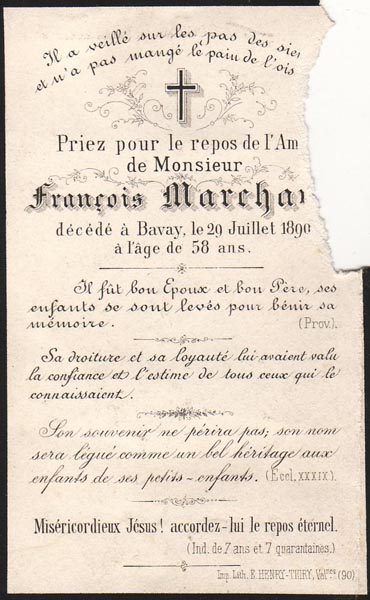 Il a veillé sur les pas des sien
et n'a pas mangé le pain de l'ois
Priez pour le repos de l'Am
de Monsieur
François Marchan
décédé à Bavay, le 29 Juillet 1890
à l'âge de 58 ans.
Il fût bon Epoux et bon Père, ses
enfants se sont levés pour bénir sa
mémoire. (Prov.).
Sa droiture et sa loyauté lui avaient valu
la confiance et l'estime de tous ceux qui le
connaissaient.
Son souvenir ne périra pas; son nom
sera légué comme un bel héritage aux
enfants de ses petits-enfants. (Eccl. XXXIX).
Miséricordieux Jésus! accordez-lui le repos éternel.
(Ind. de 7 ans et 7 quarantaines.)
Imp. Lith. E. HENRY-THIRY, (90)